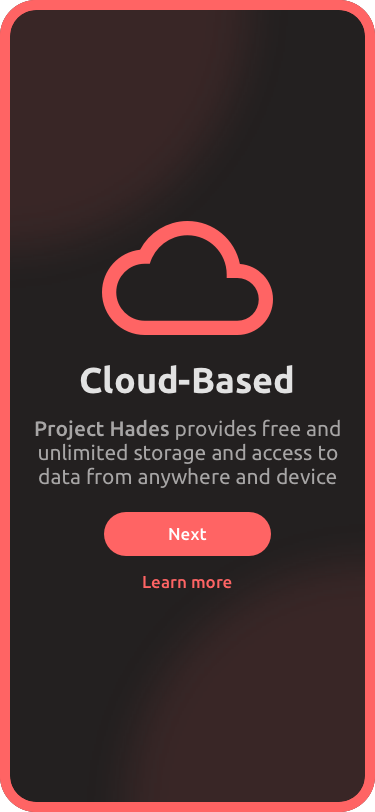 Cloud-Based
Project Hades provides free and
unlimited storage and access to
data from anywhere and device
Next
Learn more